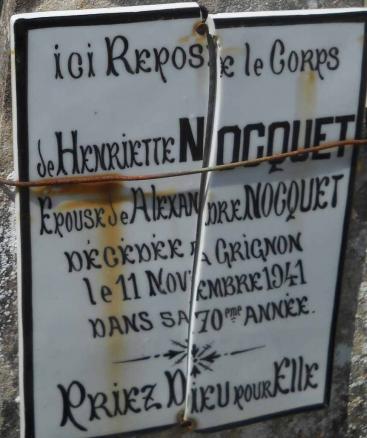 ici REPOSE le CORPS
de HENRIETTE NOCQUET
EPOUSE de ALEXANDRE NOCQUET
DÉCÉDÉE A GRIGNON
le 11 NOVEMBRE 1941
DANS SA 70ème ANNÉE.
PRIEZ DIEU POUR ELLE